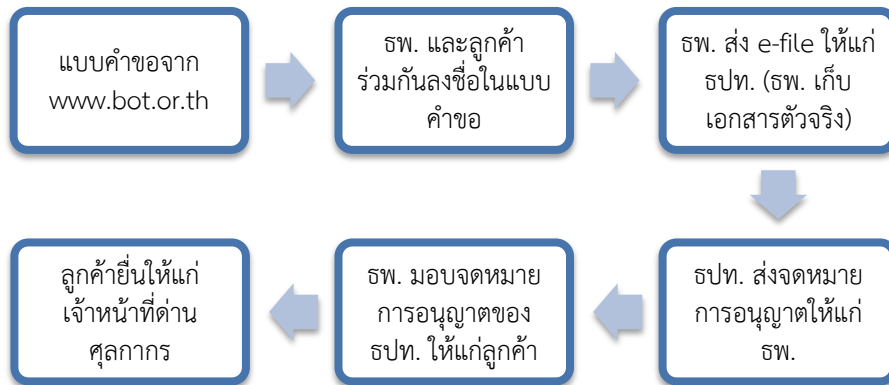 แบบคำขอจาก
www.bot.or.th
ธพ. และลูกค้า
ร่วมกันลงชื่อในแบบ
คำขอ
ธพ. ส่ง e-file ให้แก่
ธปท. (ธพ. เก็บ
เอกสารตัวจริง)
ธปท. ส่งจดหมาย
การอนุญาตให้แก่
ธพ.
ธพ. มอบจดหมาย
การอนุญาตของ
ธปท. ให้แก่ลูกค้า
ลูกค้ายื่นให้แก่
เจ้าหน้าที่ด่าน
ศุลกากร